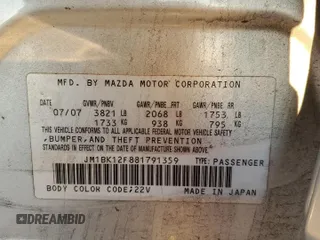 MFD. BY MAZDA MOTOR CORPORATION
GVWR/PNBV GAWR/PNBE FRT GAWR/PNBE RR
07/07 3821 LB 2068 LB 1753 LB
1733 KG 938 KG 795 KG
THIS VEHICLE CONFORMS TO ALL APPLICABLE
FEDERAL MOTOR VEHICLE SAFETY,
BUMPER, AND THEFT PREVENTION
STANDARDS IN EFFECT ON THE DATE OF
MANUFACTURE SHOWN ABOVE.
JM1BK12F881791359 PASSENGER
BODY COLOR CODE:22V MADE IN JAPAN
DREAMBID